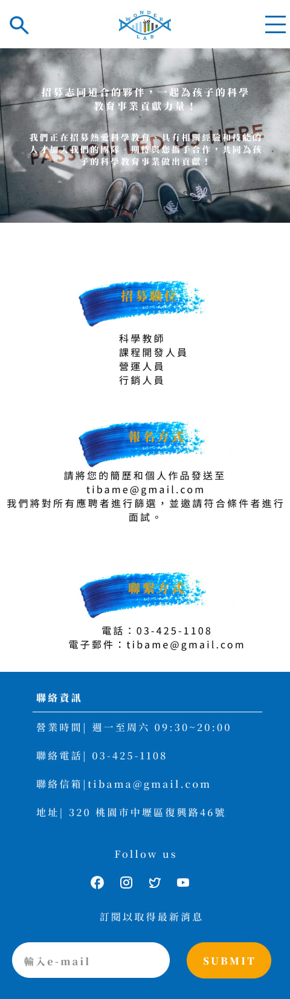 WONDER
LAB
招募志同道合的夥伴，一起為孩子的科學
教育事業貢獻力量！
我們正在招募熱愛科學教育、具有相關經驗和技能的
人才加入我們的團隊。期待與您攜手合作，共同為孩
子的科學教育事業做出貢獻！
PASSION LED US HERE
招募職位
科學教師
課程開發人員
營運人員
行銷人員
報名方式
請將您的簡歷和個人作品發送至
tibame@gmail.com
我們將對所有應聘者進行篩選，並邀請符合條件者進行
面試。
聯繫方式
電話：03-425-1108
電子郵件：tibame@gmail.com
聯絡資訊
營業時間| 週一至周六 09:30~20:00
聯絡電話| 03-425-1108
聯絡信箱|tibama@gmail.com
地址| 320 桃園市中壢區復興路46號
Follow us
訂閱以取得最新消息
輸入e-mail
SUBMIT